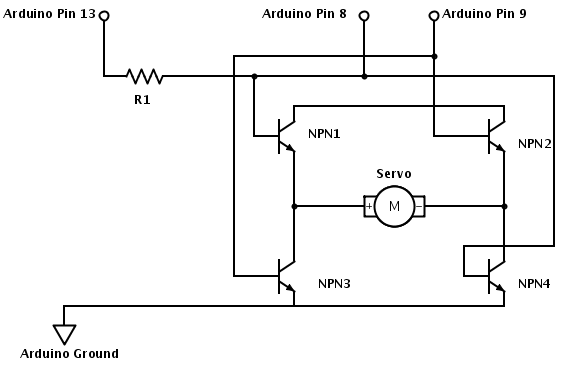 Arduino Pin 13
Arduino Pin 8
Arduino Pin 9
R1
NPN1
NPN2
Servo
+ M −
NPN3
NPN4
Arduino Ground